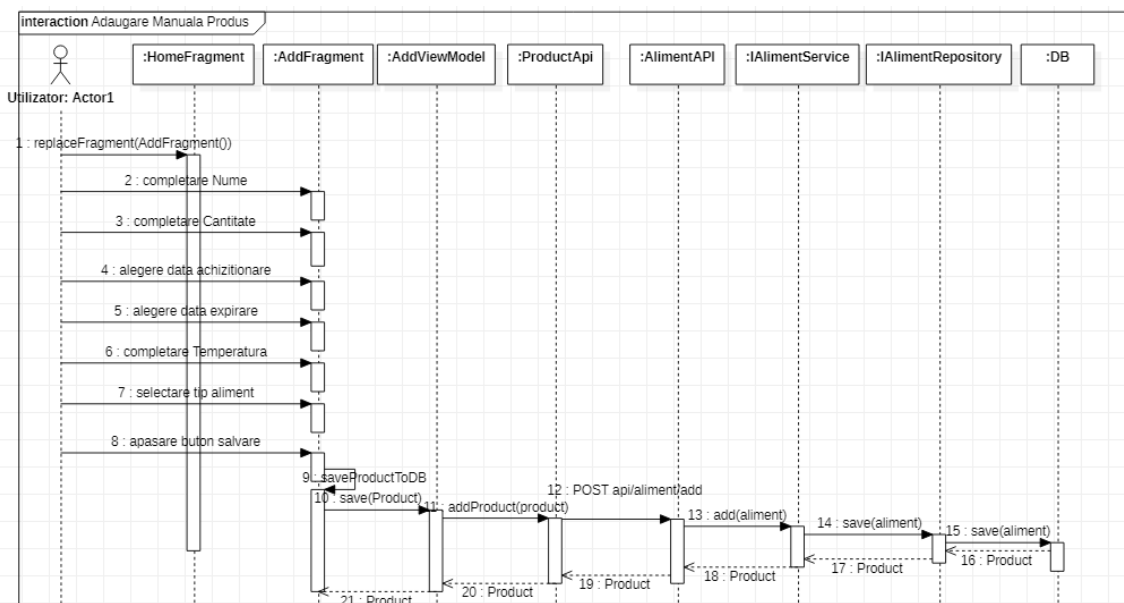 interaction Adaugare Manuala Produs
:HomeFragment :AddFragment :AddViewModel :ProductApi :AlimentAPI :IAlimentService :IAlimentRepository :DB
Utilizator: Actor1
1 : replaceFragment(AddFragment())
2 : completare Nume
3 : completare Cantitate
4 : alegere data achizitionare
5 : alegere data expirare
6 : completare Temperatura
7 : selectare tip aliment
8 : apasare buton salvare
9 : saveProductToDB
10 : save(Product)
11 : addProduct(product)
12 : POST api/aliment/add
13 : add(aliment)
14 : save(aliment)
15 : save(aliment)
16 : Product
17 : Product
18 : Product
19 : Product
20 : Product
21 : Product